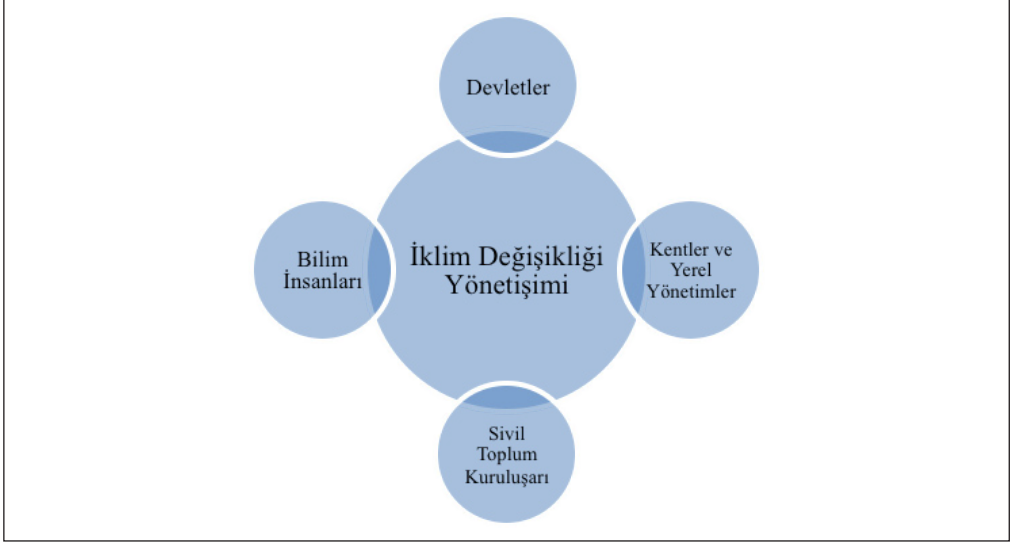 Devletler
Bilim
İnsanları
İklim Değişikliği
Yönetişimi
Kentler ve
Yerel
Yönetimler
Sivil
Toplum
Kuruluşarı